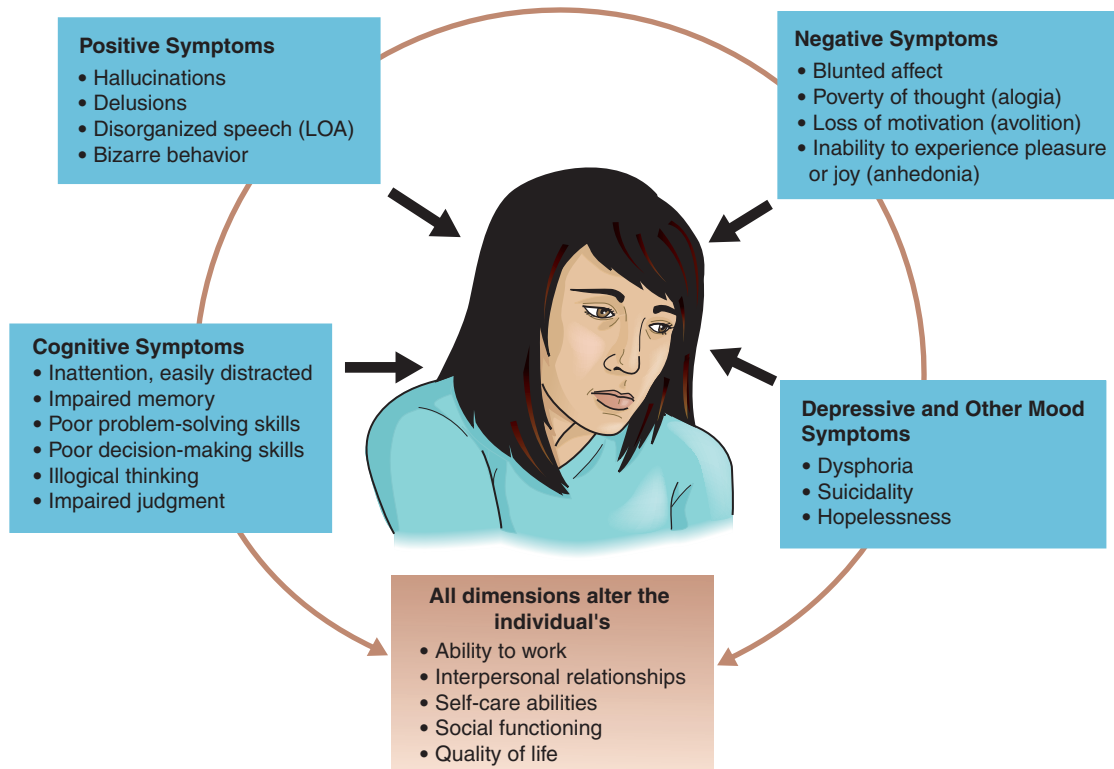 Positive Symptoms
• Hallucinations
• Delusions
• Disorganized speech (LOA)
• Bizarre behavior
Negative Symptoms
• Blunted affect
• Poverty of thought (alogia)
• Loss of motivation (avolition)
• Inability to experience pleasure
or joy (anhedonia)
Cognitive Symptoms
• Inattention, easily distracted
• Impaired memory
• Poor problem-solving skills
• Poor decision-making skills
• Illogical thinking
• Impaired judgment
Depressive and Other Mood
Symptoms
• Dysphoria
• Suicidality
• Hopelessness
All dimensions alter the
individual's
• Ability to work
• Interpersonal relationships
• Self-care abilities
• Social functioning
• Quality of life